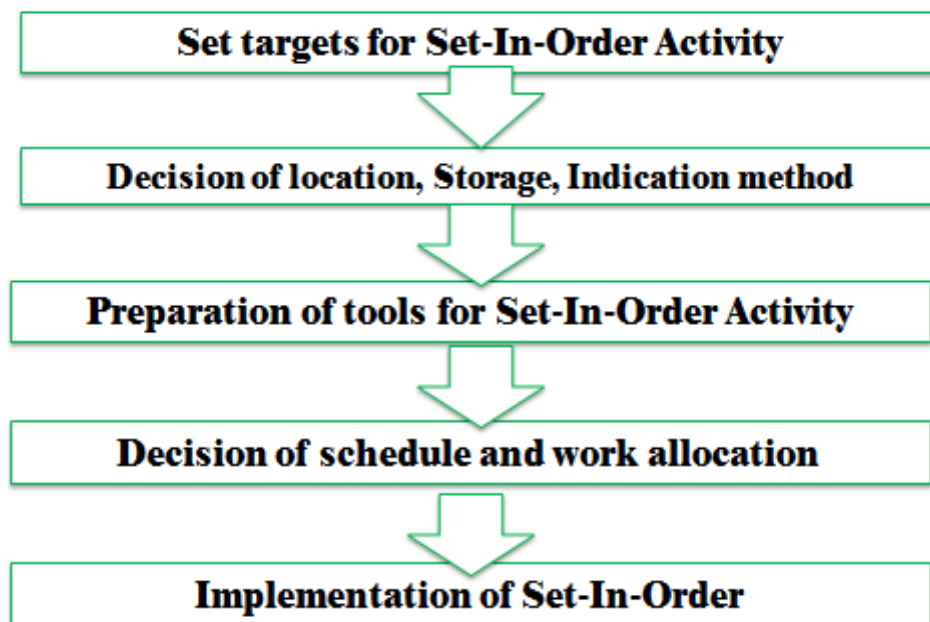 Set targets for Set-In-Order Activity
Decision of location, Storage, Indication method
Preparation of tools for Set-In-Order Activity
Decision of schedule and work allocation
Implementation of Set-In-Order